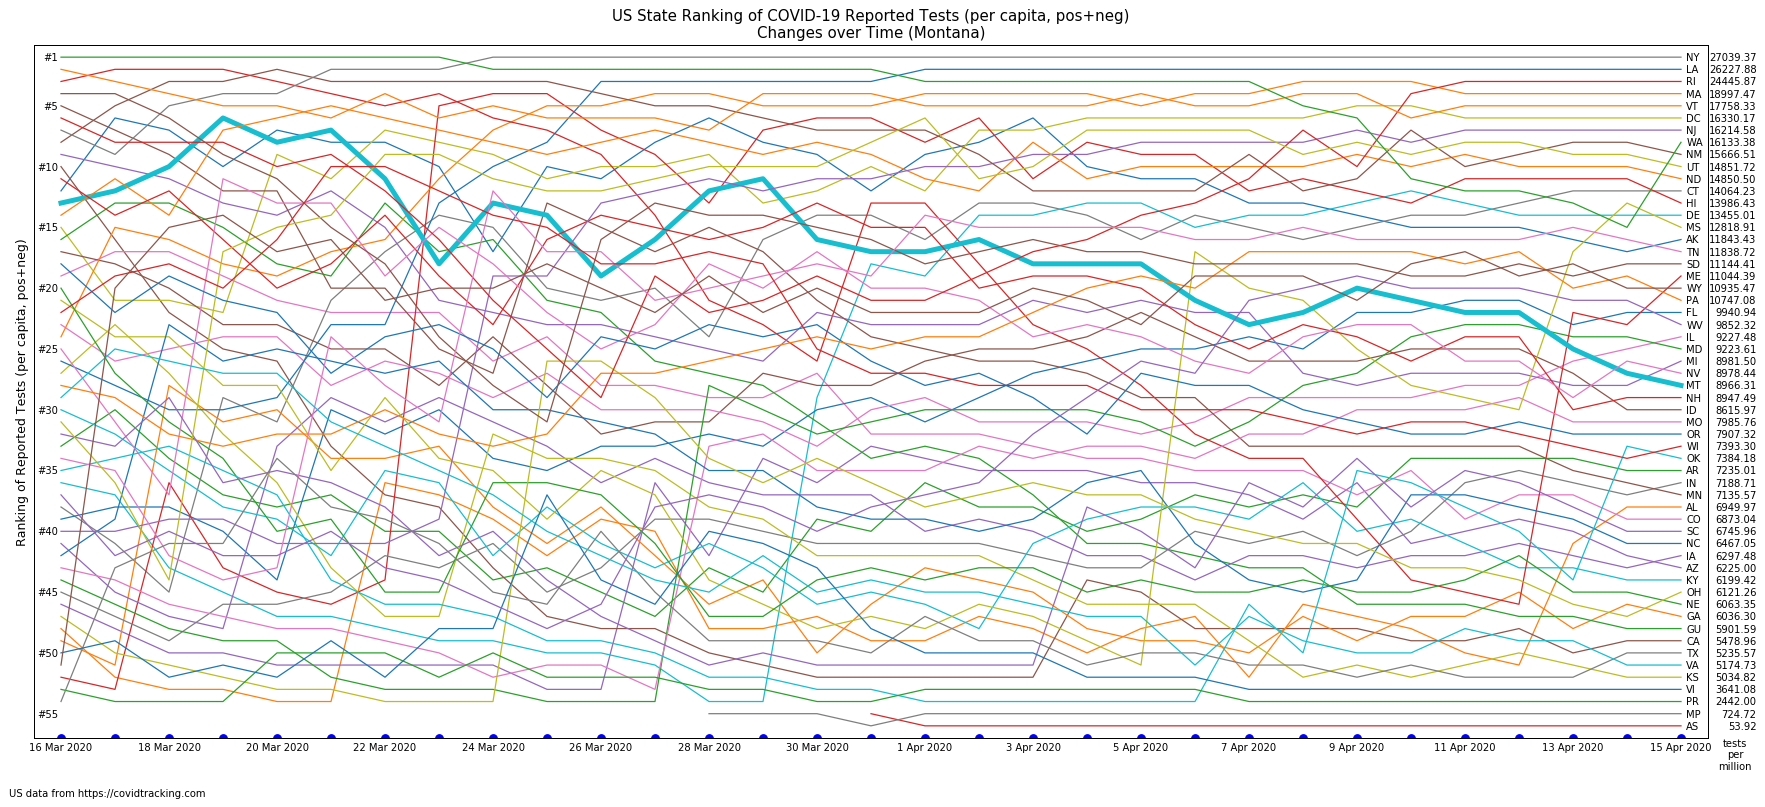 US State Ranking of COVID-19 Reported Tests (per capita, pos+neg)
Changes over Time (Montana)
Ranking of Reported Tests (per capita, pos+neg)
#1
#5
#10
#15
#20
#25
#30
#35
#40
#45
#50
#55
NY 27039.37
LA 26227.88
RI 24445.87
MA 18997.47
VT 17758.33
DC 16330.17
NJ 16214.58
WA 16133.38
NM 15666.51
UT 14851.72
ND 14850.50
CT 14064.23
HI 13986.43
DE 13455.01
MS 12818.91
AK 11843.43
TN 11838.72
SD 11144.41
ME 11044.39
WY 10935.47
PA 10747.08
FL 9940.94
WV 9852.32
IL 9227.48
MD 9223.61
MI 8981.50
NV 8978.44
MT 8966.31
NH 8947.49
ID 8615.97
MO 7985.76
OR 7907.32
WI 7393.30
OK 7384.18
AR 7235.01
IN 7188.71
MN 7135.57
AL 6949.97
CO 6873.04
SC 6745.96
NC 6467.05
IA 6297.48
AZ 6225.00
KY 6199.42
OH 6121.26
NE 6063.35
GA 6036.30
GU 5901.59
CA 5478.96
TX 5235.57
VA 5174.73
KS 5034.82
VI 3641.08
PR 2442.00
MP 724.72
AS 53.92
16 Mar 2020 18 Mar 2020 20 Mar 2020 22 Mar 2020 24 Mar 2020 26 Mar 2020 28 Mar 2020 30 Mar 2020 1 Apr 2020 3 Apr 2020 5 Apr 2020 7 Apr 2020 9 Apr 2020 11 Apr 2020 13 Apr 2020 15 Apr 2020
tests
per
million
US data from https://covidtracking.com